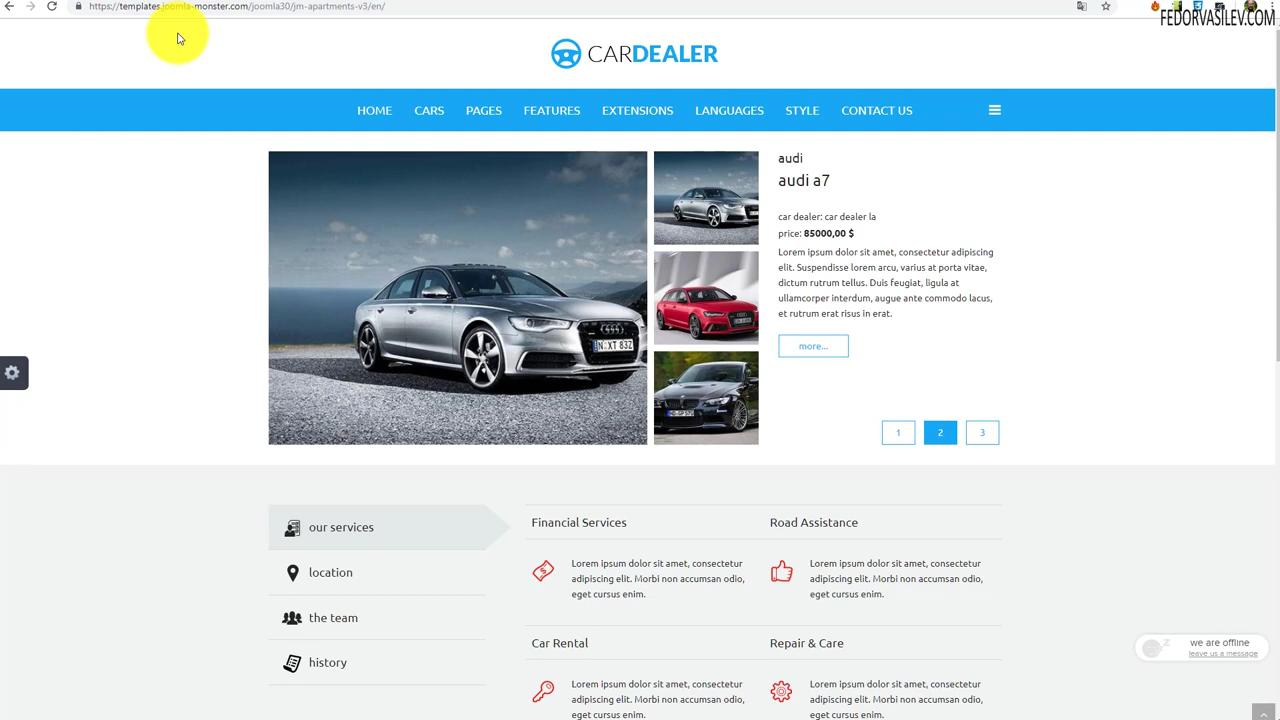 https://templates.joomla-monster.com/joomla30/jm-apartments-v3/en/
FEDORVASILEV.COM
CARDEALER
HOME CARS PAGES FEATURES EXTENSIONS LANGUAGES STYLE CONTACT US
audi
audi a7
car dealer: car dealer la
price: 85000,00 $
Lorem ipsum dolor sit amet, consectetur adipiscing
elit. Suspendisse lorem arcu, varius at porta vitae,
dictum rutrum tellus. Duis feugiat, ligula at
ullamcorper interdum, augue ante commodo lacus,
et rutrum erat risus in erat.
more...
1 2 3
our services
location
the team
history
Financial Services
Lorem ipsum dolor sit amet, consectetur
adipiscing elit. Morbi non accumsan odio,
eget cursus enim.
Road Assistance
Lorem ipsum dolor sit amet, consectetur
adipiscing elit. Morbi non accumsan odio,
eget cursus enim.
Car Rental
Lorem ipsum dolor sit amet, consectetur
adipiscing elit. Morbi non accumsan odio,
eget cursus enim.
Repair & Care
Lorem ipsum dolor sit amet, consectetur
adipiscing elit. Morbi non accumsan odio,
eget cursus enim.
we are offline
leave us a message